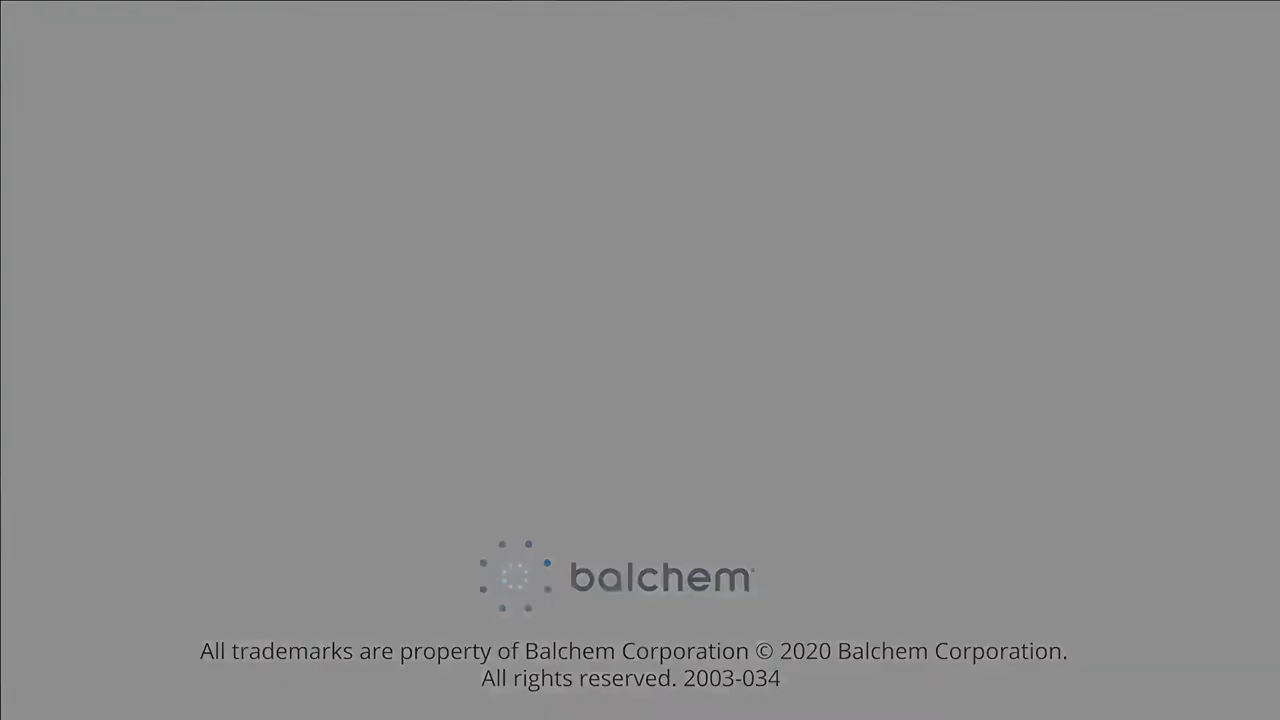 balchem
All trademarks are property of Balchem Corporation © 2020 Balchem Corporation.
All rights reserved. 2003-034